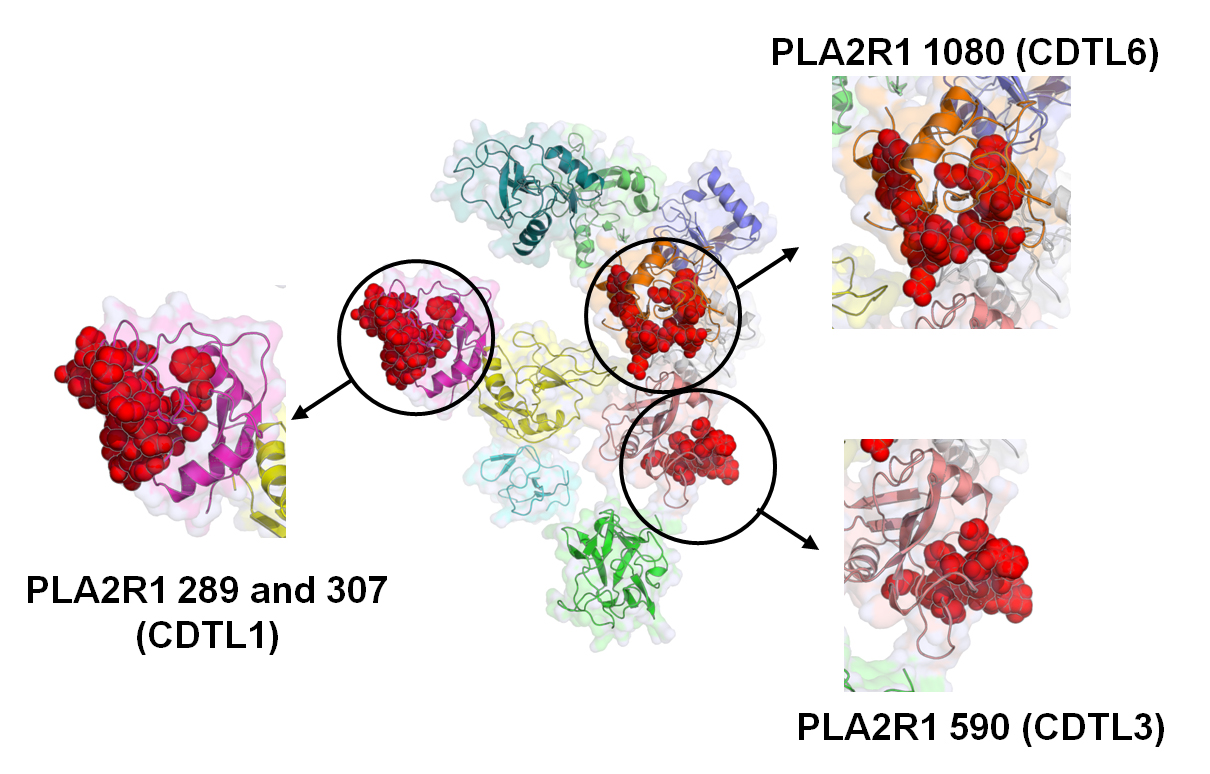 PLA2R1 1080 (CDTL6)
PLA2R1 289 and 307
(CDTL1)
PLA2R1 590 (CDTL3)